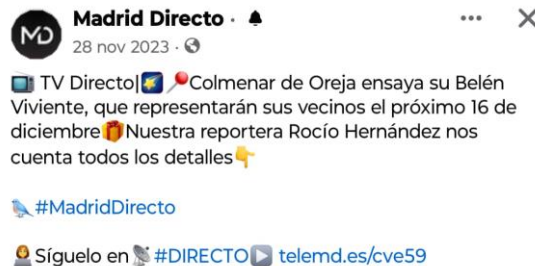 MD
Madrid Directo ·
28 nov 2023 ·
📺 TV Directo|🌠 📍Colmenar de Oreja ensaya su Belén
Viviente, que representarán sus vecinos el próximo 16 de
diciembre🎁Nuestra reportera Rocío Hernández nos
cuenta todos los detalles👇
🐦 #MadridDirecto
👩‍💼 Síguelo en📡#DIRECTO▶️ telemd.es/cve59